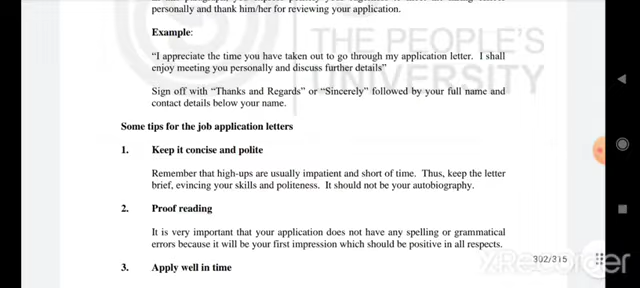 personally and thank him/her for reviewing your application.
Example:
"I appreciate the time you have taken out to go through my application letter. I shall
enjoy meeting you personally and discuss further details"
Sign off with "Thanks and Regards" or "Sincerely" followed by your full name and
contact details below your name.
Some tips for the job application letters
1. Keep it concise and polite
Remember that high-ups are usually impatient and short of time. Thus, keep the letter
brief, evincing your skills and politeness. It should not be your autobiography.
2. Proof reading
It is very important that your application does not have any spelling or grammatical
errors because it will be your first impression which should be positive in all respects.
3. Apply well in time
THE PEOPLE'S
UNIVERSITY
302/315
XRecorder